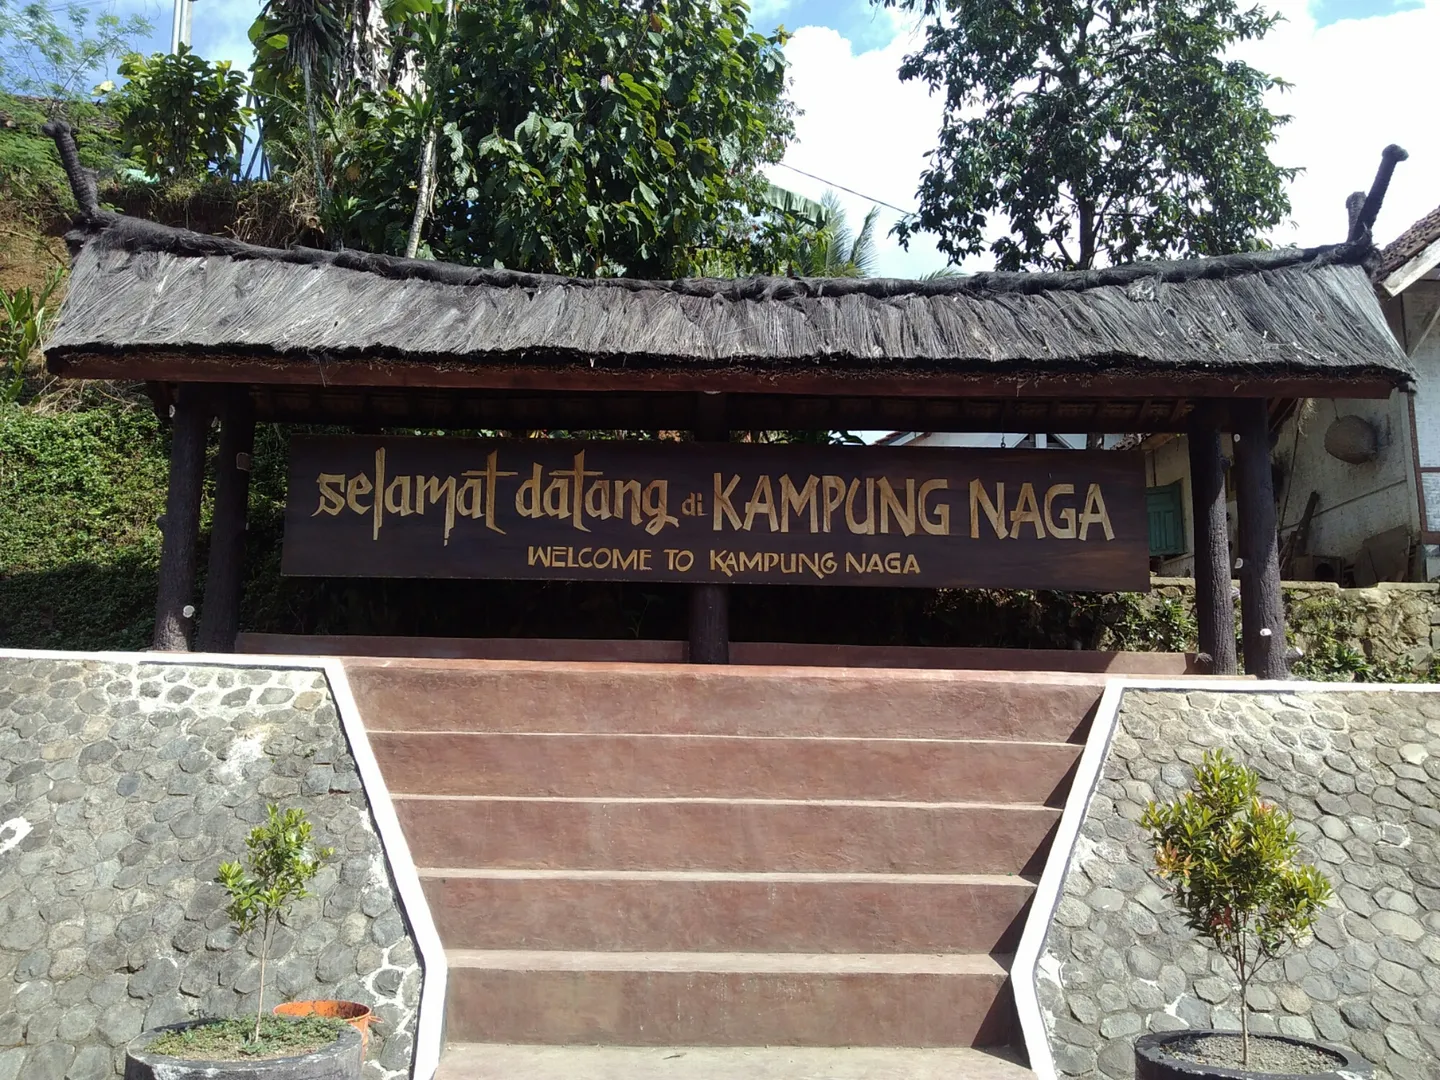 selamat datang di KAMPUNG NAGA
WELCOME TO KAMPUNG NAGA